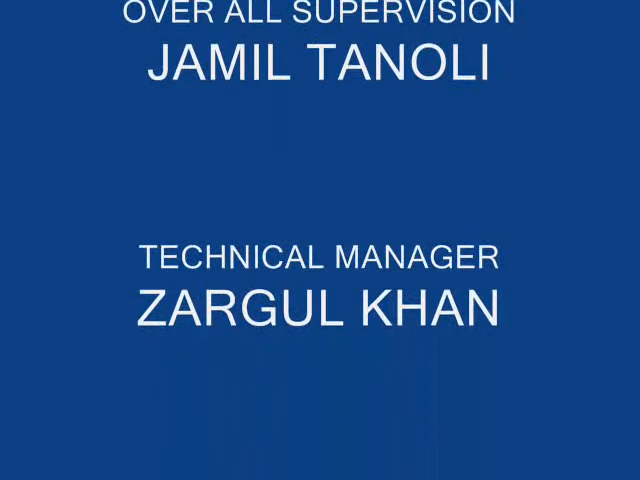 OVER ALL SUPERVISION
JAMIL TANOLI
TECHNICAL MANAGER
ZARGUL KHAN